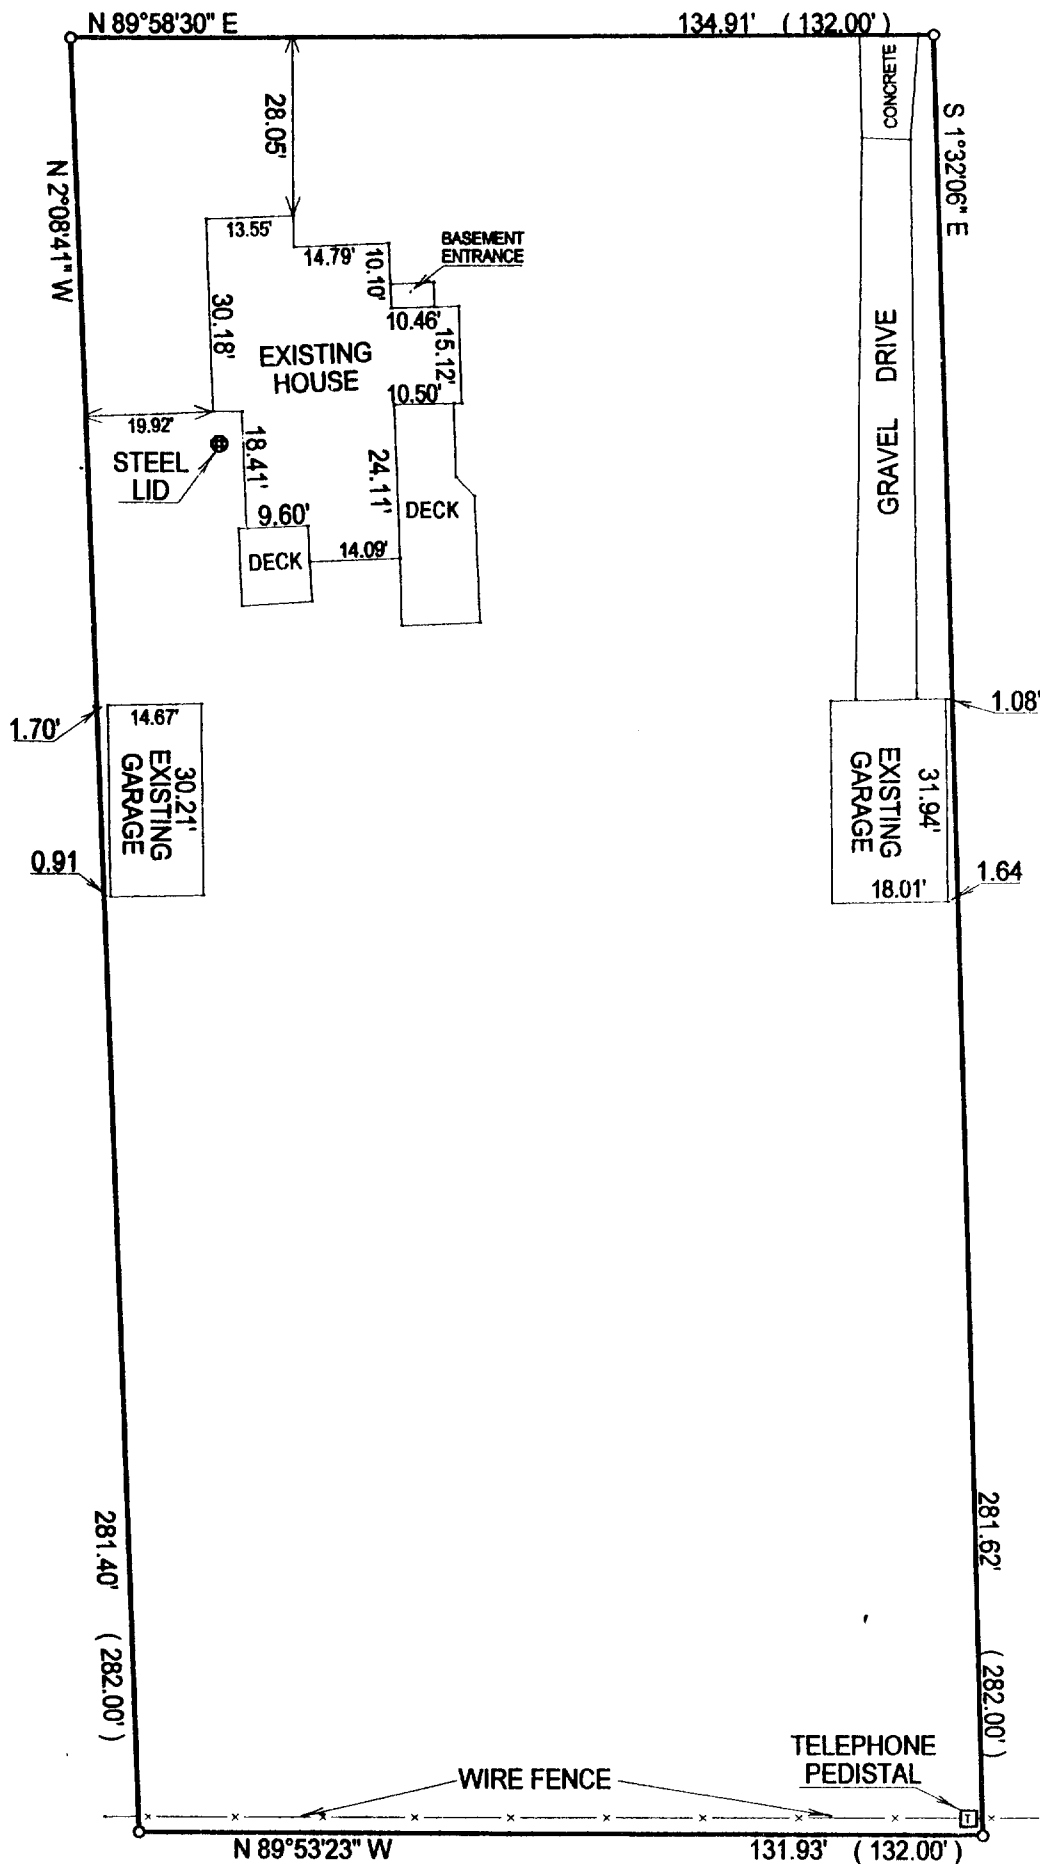 N 89°58'30" E
134.91' ( 132.00' )
CONCRETE
28.05'
S 1°32'06" E
N 2°08'41" W
13.55'
14.79'
10.10'
BASEMENT
ENTRANCE
30.18'
10.46'
15.12'
EXISTING
HOUSE
GRAVEL DRIVE
10.50'
19.92'
18.41'
24.11'
STEEL
LID
DECK
9.60'
14.09'
DECK
1.70'
14.67'
30.21'
EXISTING
GARAGE
1.08'
31.94'
EXISTING
GARAGE
0.91
18.01'
1.64
281.40' ( 282.00' )
281.62' ( 282.00' )
TELEPHONE
PEDISTAL
WIRE FENCE
T
N 89°53'23" W
131.93' ( 132.00' )